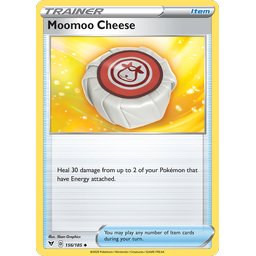 TRAINER
Item
Moomoo Cheese
Heal 30 damage from up to 2 of your Pokémon that
have Energy attached.
Illus. Studio Bora Inc.
You may play any number of Item cards
during your turn.
156/185
©2020 Pokémon / Nintendo / Creatures / GAME FREAK